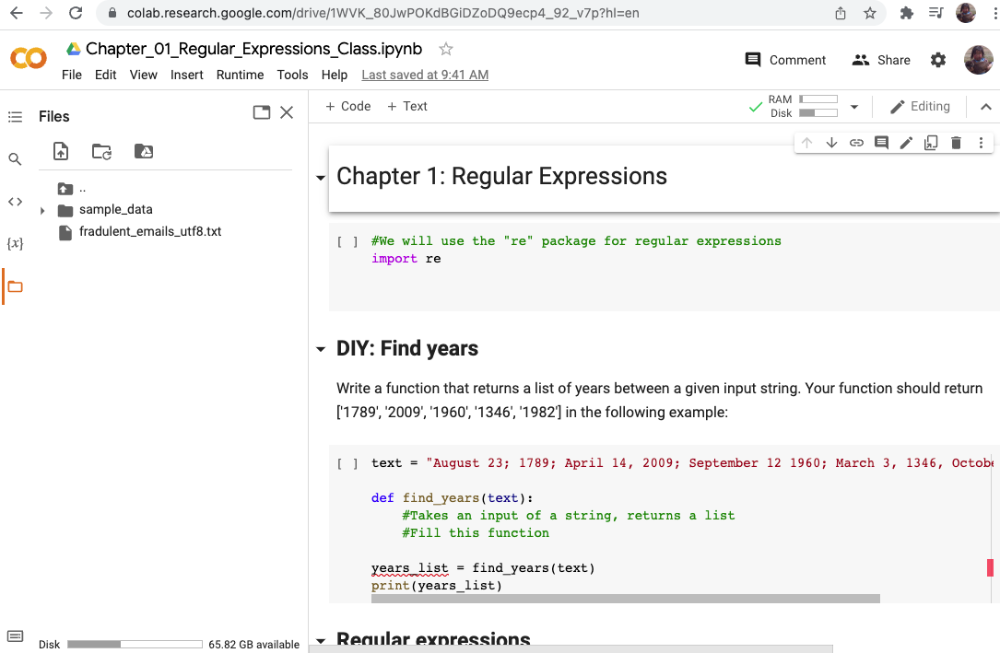 colab.research.google.com/drive/1WVK_80JwPOKdBGiDZoDQ9ecp4_92_v7p?hl=en
Chapter_01_Regular_Expressions_Class.ipynb
File Edit View Insert Runtime Tools Help Last saved at 9:41 AM
Comment
Share
Files
+ Code + Text
RAM
Disk
Editing
..
sample_data
fradulent_emails_utf8.txt
{x}
Chapter 1: Regular Expressions
[ ] #We will use the "re" package for regular expressions
import re
DIY: Find years
Write a function that returns a list of years between a given input string. Your function should return
['1789', '2009', '1960', '1346', '1982'] in the following example:
[ ] text = "August 23; 1789; April 14, 2009; September 12 1960; March 3, 1346, Octobe
def find_years(text):
#Takes an input of a string, returns a list
#Fill this function
years_list = find_years(text)
print(years_list)
Regular expressions
Disk 65.82 GB available